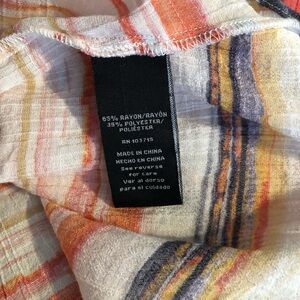 65% RAYON/RAYÓN
35% POLYESTER/
POLIÉSTER
RN 103715
MADE IN CHINA
HECHO EN CHINA
See reverse
for care
Ver al dorso
para el cuidado